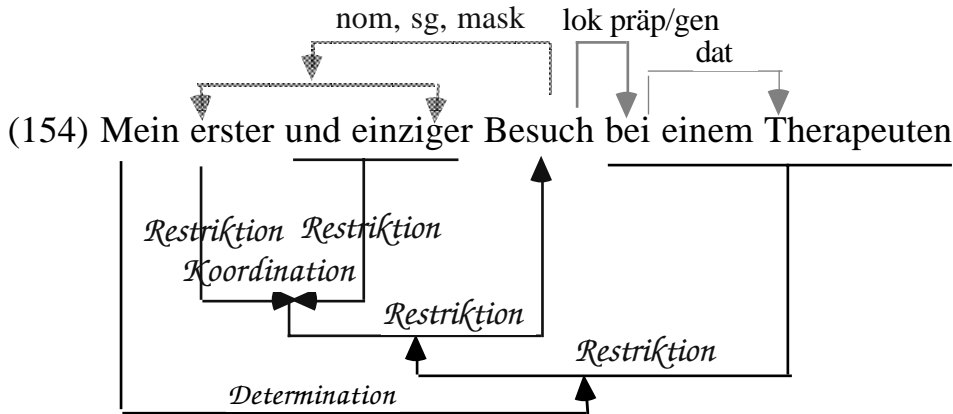 nom, sg, mask lok präp/gen
dat
(154) Mein erster und einziger Besuch bei einem Therapeuten
Restriktion Restriktion
Koordination
Restriktion
Restriktion
Determination